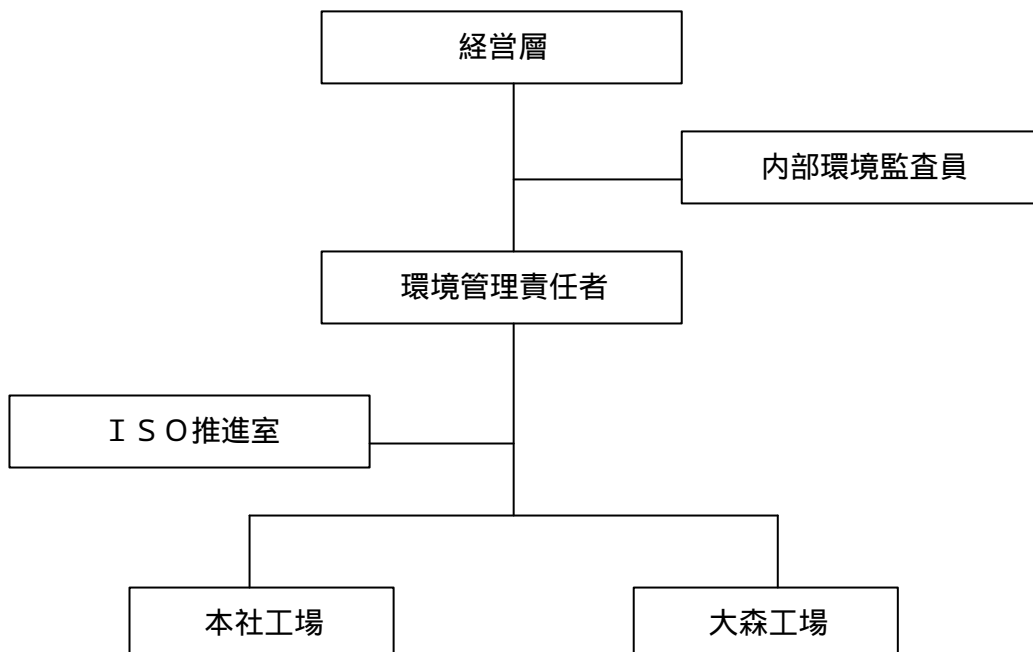 経営層
内部環境監査員
環境管理責任者
ＩＳＯ推進室
本社工場
大森工場